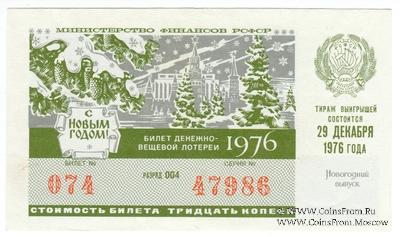 МИНИСТЕРСТВО ФИНАНСОВ РСФСР
С
НОВЫМ
ГОДОМ!
ТИРАЖ ВЫИГРЫШЕЙ
СОСТОИТСЯ
29 ДЕКАБРЯ
1976 ГОДА
БИЛЕТ ДЕНЕЖНО-
ВЕЩЕВОЙ ЛОТЕРЕИ
1976
БИЛЕТ №
РАЗРЯД 004
СЕРИЯ №
074
47986
Новогодний
выпуск
СТОИМОСТЬ БИЛЕТА ТРИДЦАТЬ КОПЕЕК
© CoinsFrom.Ru
www.CoinsFrom.Ru